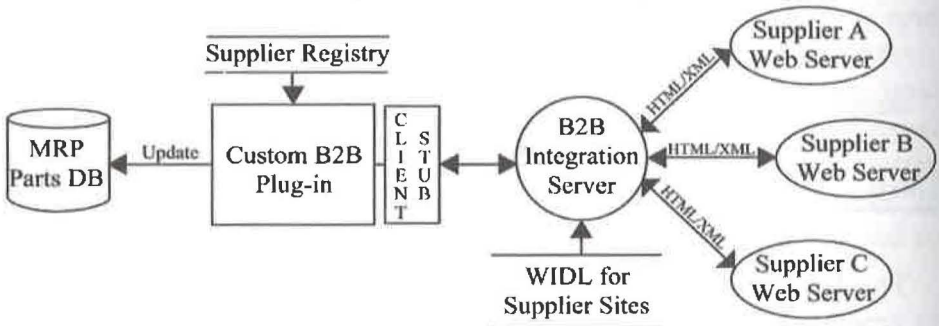 Supplier Registry
MRP
Parts DB
Update
Custom B2B
Plug-in
CLIENT
STUB
B2B
Integration
Server
WIDL for
Supplier Sites
HTML/XML
Supplier A
Web Server
HTML/XML
Supplier B
Web Server
HTML/XML
Supplier C
Web Server